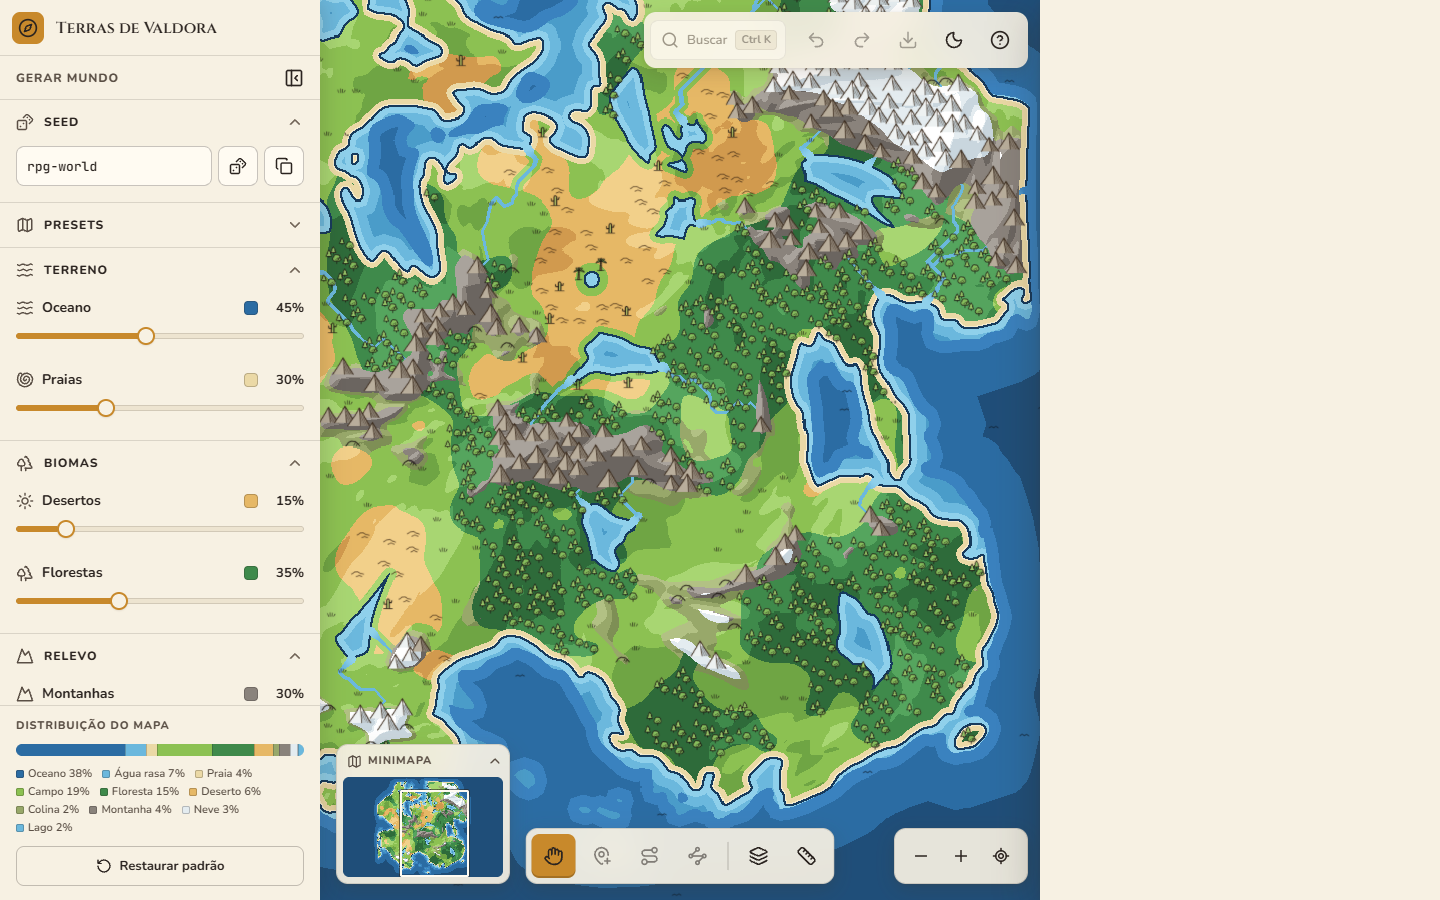 Terras de Valdora
Buscar Ctrl K
GERAR MUNDO
SEED
rpg-world
PRESETS
TERRENO
Oceano 45%
Praias 30%
BIOMAS
Desertos 15%
Florestas 35%
RELEVO
Montanhas 30%
DISTRIBUIÇÃO DO MAPA
Oceano 38% Água rasa 7% Praia 4%
Campo 19% Floresta 15% Deserto 6%
Colina 2% Montanha 4% Neve 3%
Lago 2%
Restaurar padrão
MINIMAPA